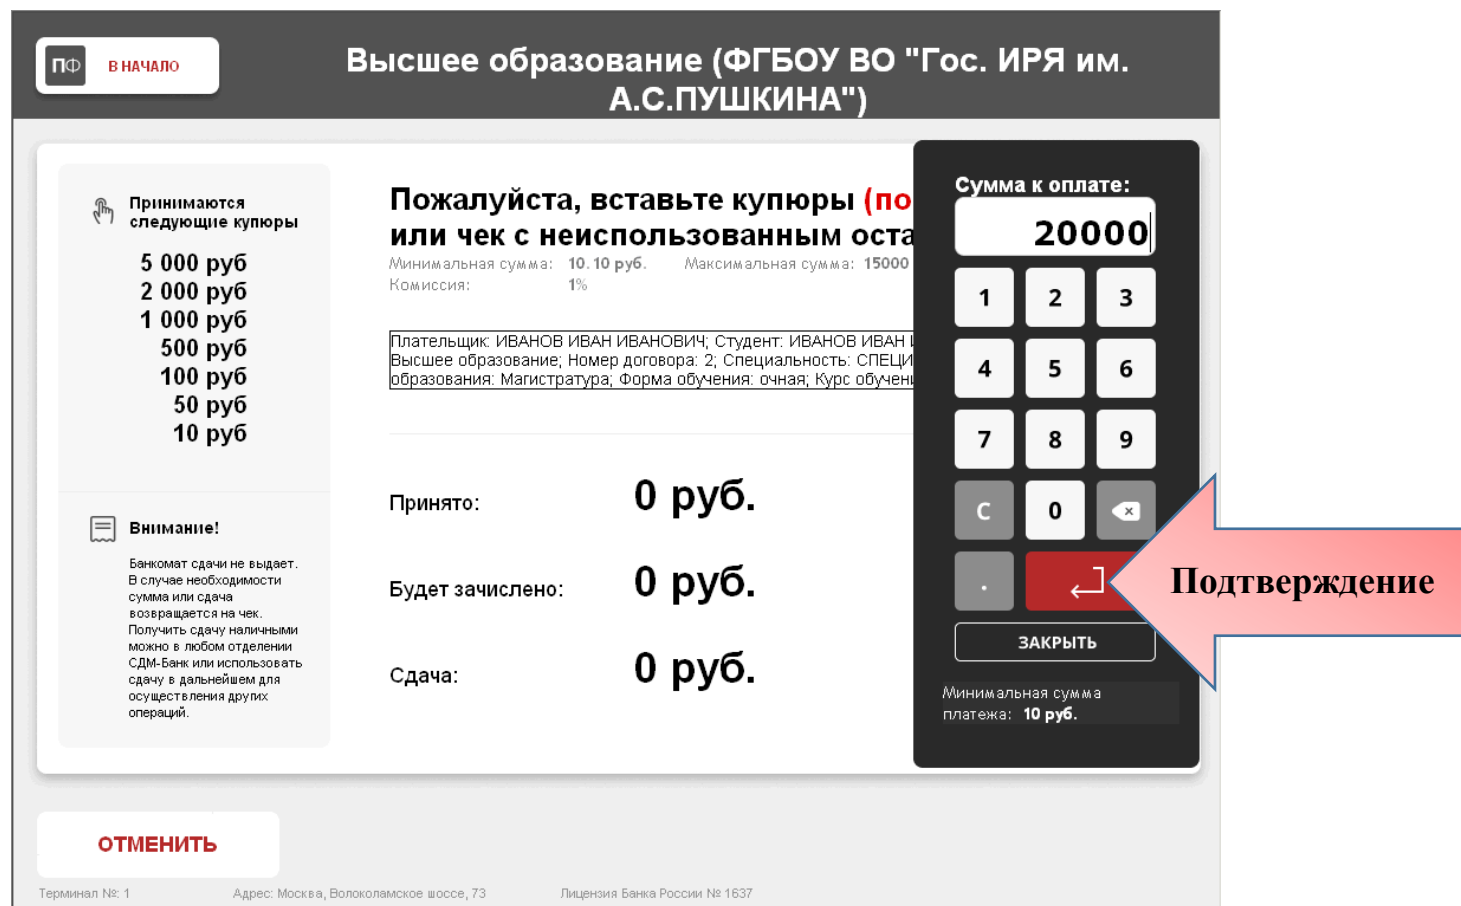 ПФ В НАЧАЛО
Высшее образование (ФГБОУ ВО "Гос. ИРЯ им.
А.С.ПУШКИНА")
Принимаются
следующие купюры
5 000 руб
2 000 руб
1 000 руб
500 руб
100 руб
50 руб
10 руб
Внимание!
Банкомат сдачи не выдает.
В случае необходимости
сумма или сдача
возвращается на чек.
Получить сдачу наличными
можно в любом отделении
СДМ-Банк или использовать
сдачу в дальнейшем для
осуществления других
операций.
Пожалуйста, вставьте купюры (по
или чек с неиспользованным оста
Минимальная сумма: 10.10 руб. Максимальная сумма: 15000
Комиссия: 1%
Плательщик: ИВАНОВ ИВАН ИВАНОВИЧ; Студент: ИВАНОВ ИВАН
Высшее образование; Номер договора: 2; Специальность: СПЕЦИ
образования: Магистратура; Форма обучения: очная; Курс обучени
Принято: 0 руб.
Будет зачислено: 0 руб.
Сдача: 0 руб.
Сумма к оплате:
20000
1 2 3
4 5 6
7 8 9
C 0 ×
.
ЗАКРЫТЬ
Минимальная сумма
платежа: 10 руб.
Подтверждение
ОТМЕНИТЬ
Терминал №: 1 Адрес: Москва, Волоколамское шоссе, 73 Лицензия Банка России № 1637